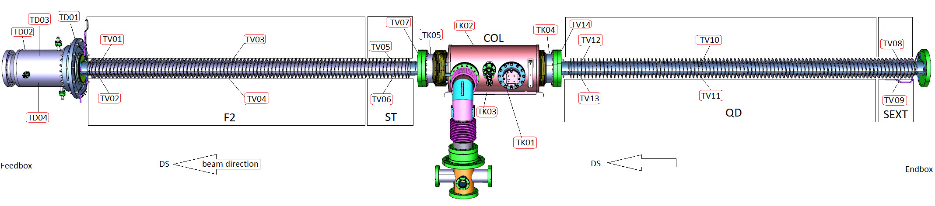 TD03
TD01
TD02
TV01
TV03
TV05
TV07
TK05
TK02
COL
TK04
TV14
TV12
TV10
TV08
TV02
TV04
TV06
TK03
TV13
TV11
TV09
TD04
F2
ST
TK01
QD
SEXT
Feedbox
DS
beam direction
DS
Endbox